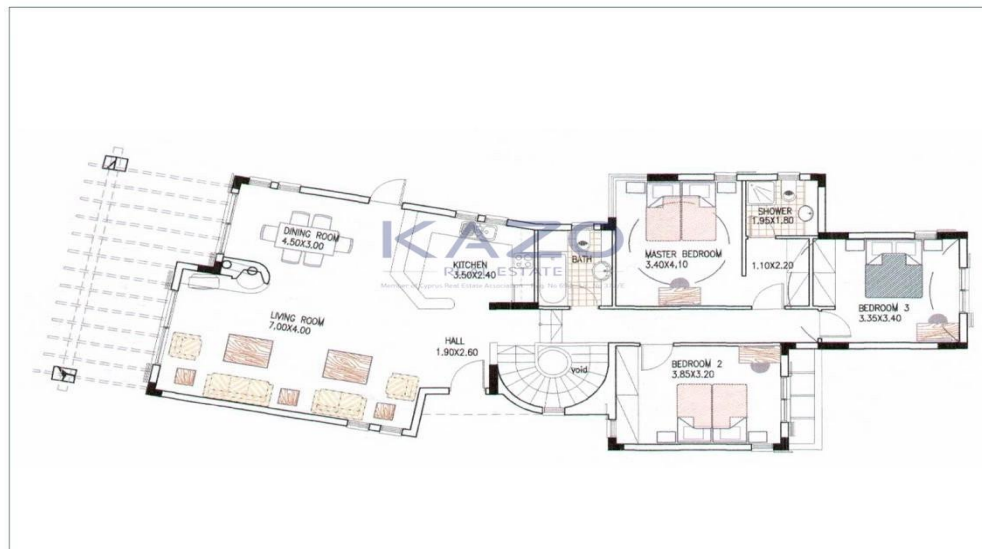 DINING ROOM
4.50X3.00
KITCHEN
3.50X2.40
BATH
MASTER BEDROOM
3.40X4,10
SHOWER
1.95X1.80
1.10X2.20
BEDROOM 3
3.35X3.40
LIVING ROOM
7.00X4.00
HALL
1.90X2.60
void
BEDROOM 2
3.85X3.20
KAZO
REAL ESTATE